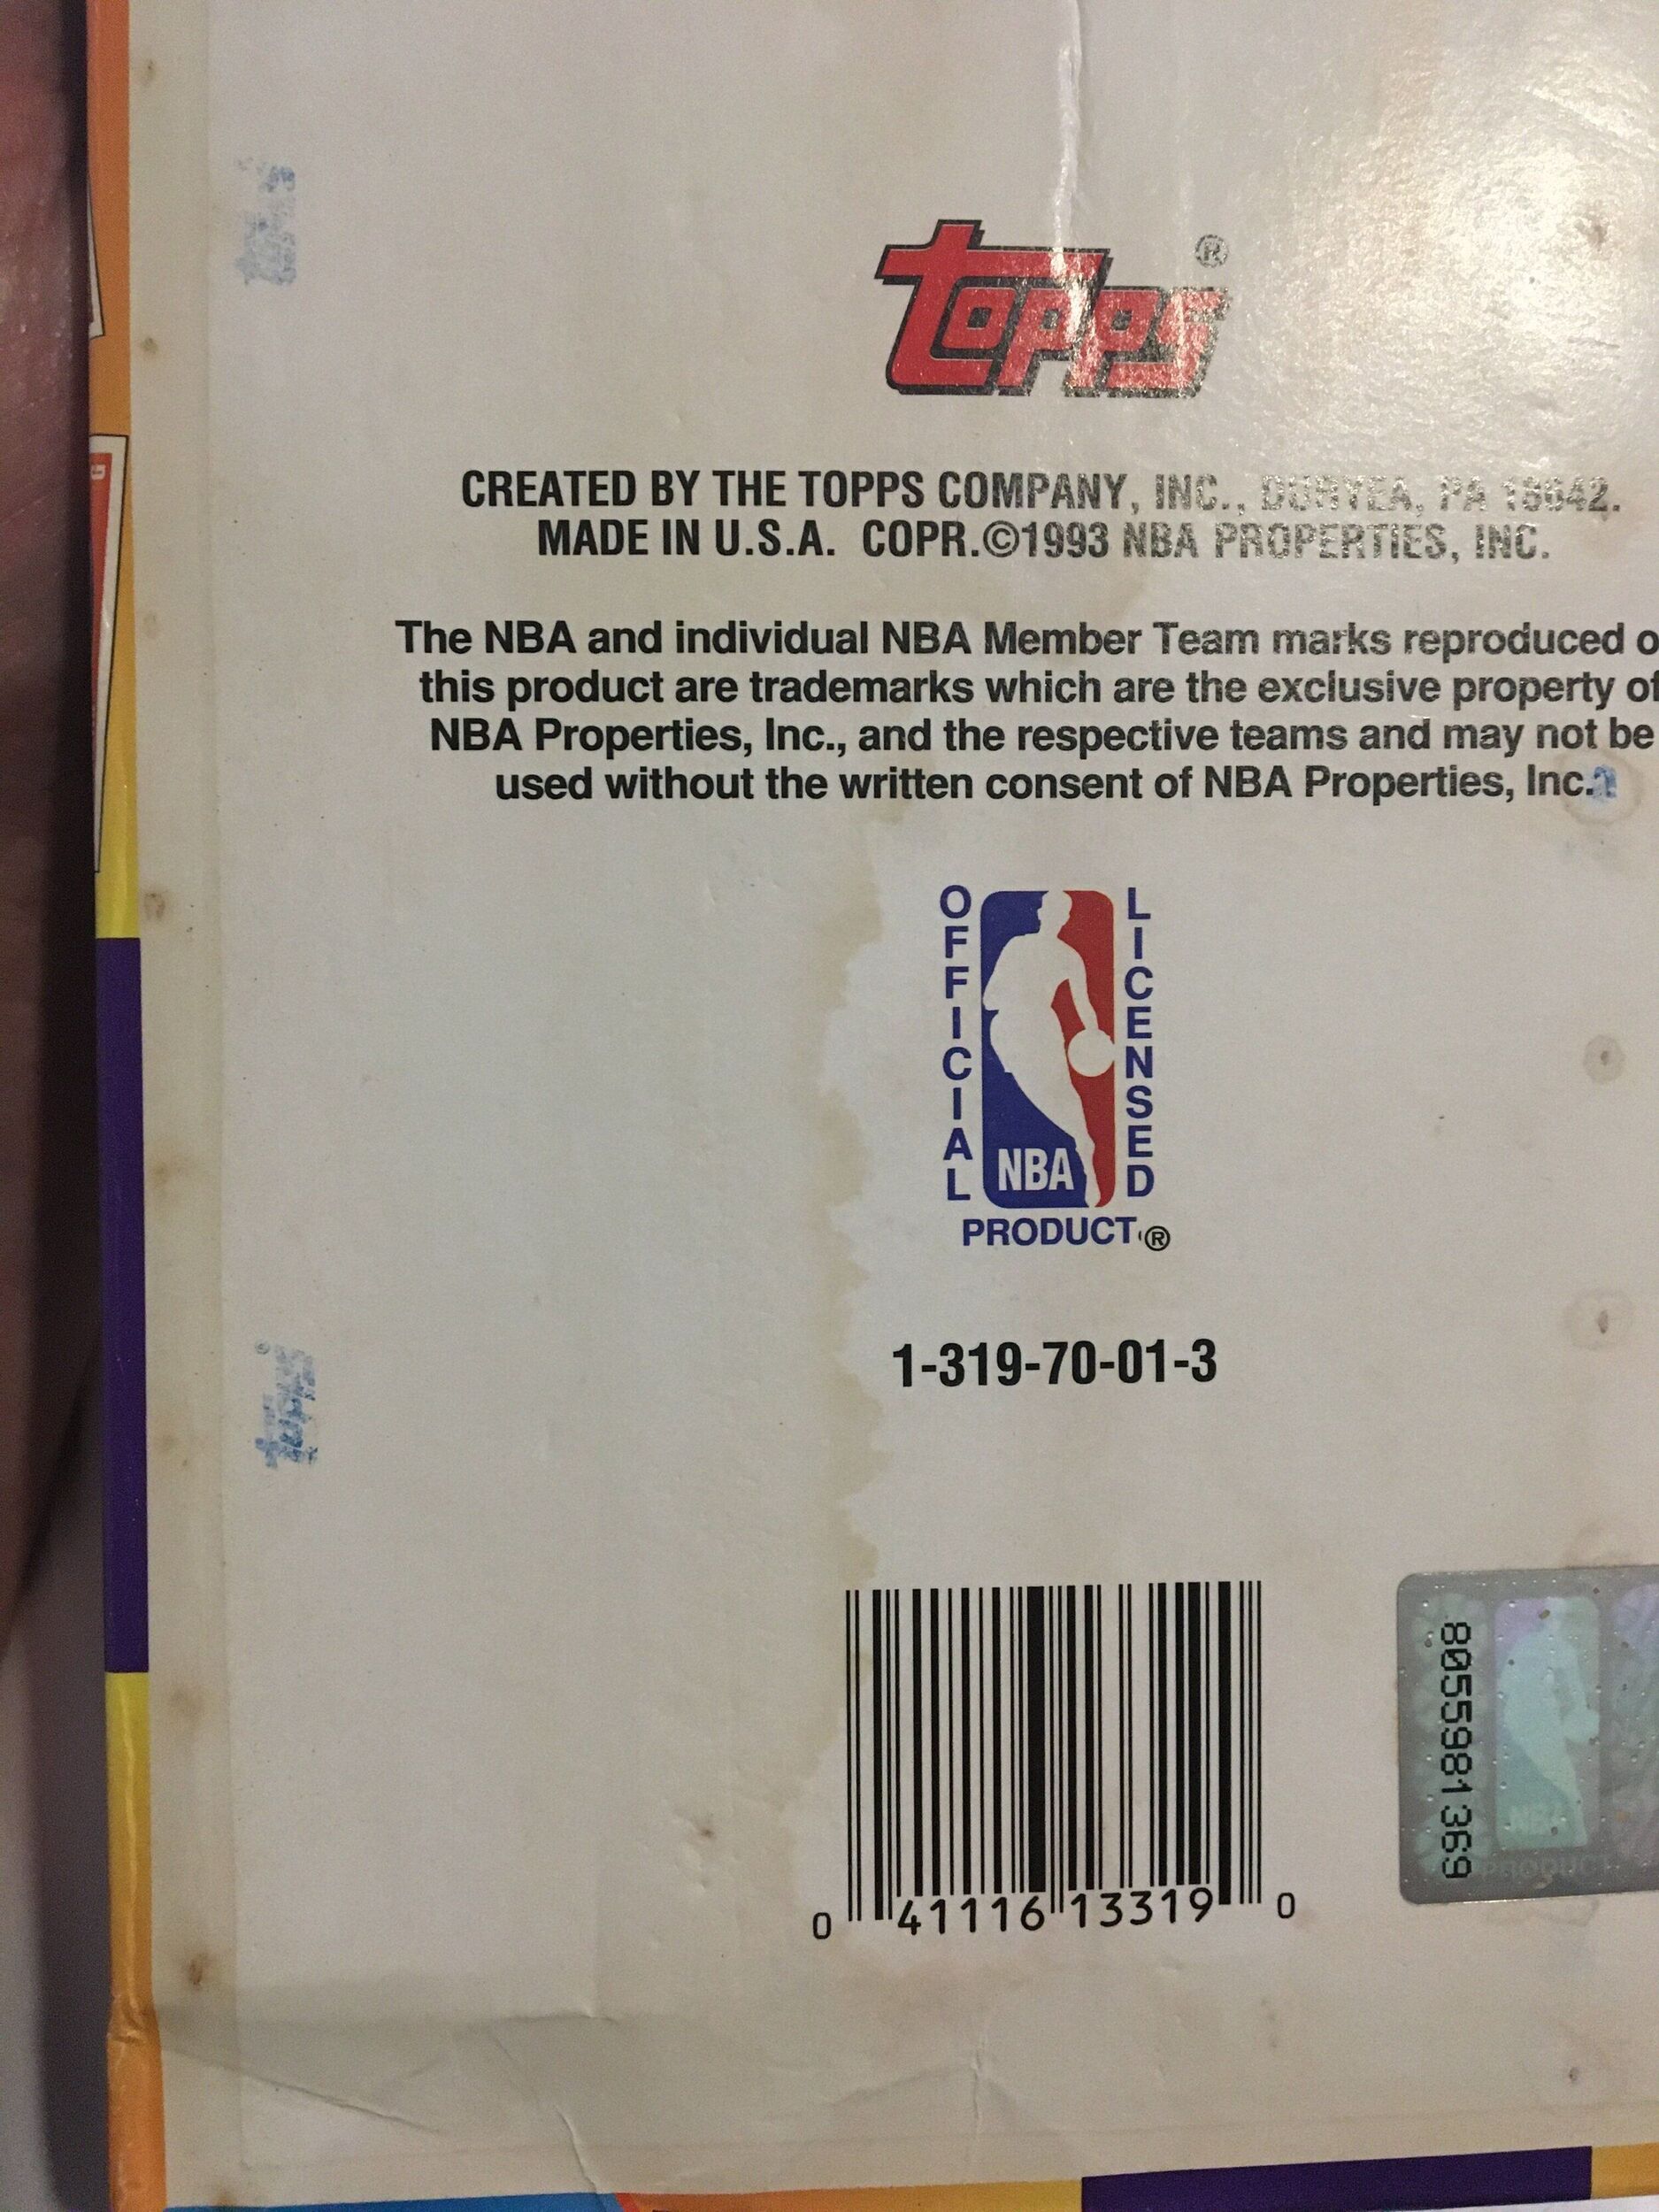 topps®
CREATED BY THE TOPPS COMPANY, INC., DURYEA, PA 18642.
MADE IN U.S.A. COPR.©1993 NBA PROPERTIES, INC.
The NBA and individual NBA Member Team marks reproduced o
this product are trademarks which are the exclusive property of
NBA Properties, Inc., and the respective teams and may not be
used without the written consent of NBA Properties, Inc.
OFFICIAL
LICENSED
NBA
PRODUCT®
1-319-70-01-3
0 41116 13319 0
8055981369
NBA
PRODUCT
topps